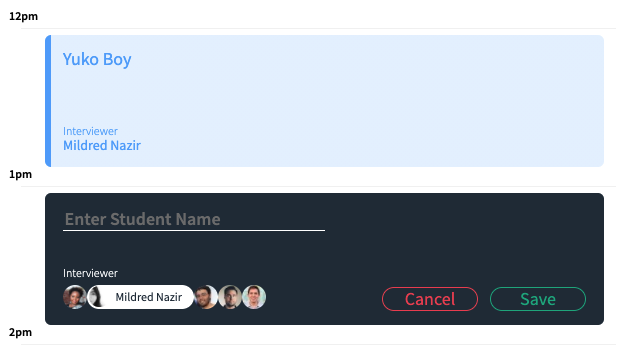 12pm
Yuko Boy
Interviewer
Mildred Nazir
1pm
Enter Student Name
Interviewer
Mildred Nazir
Cancel
Save
2pm